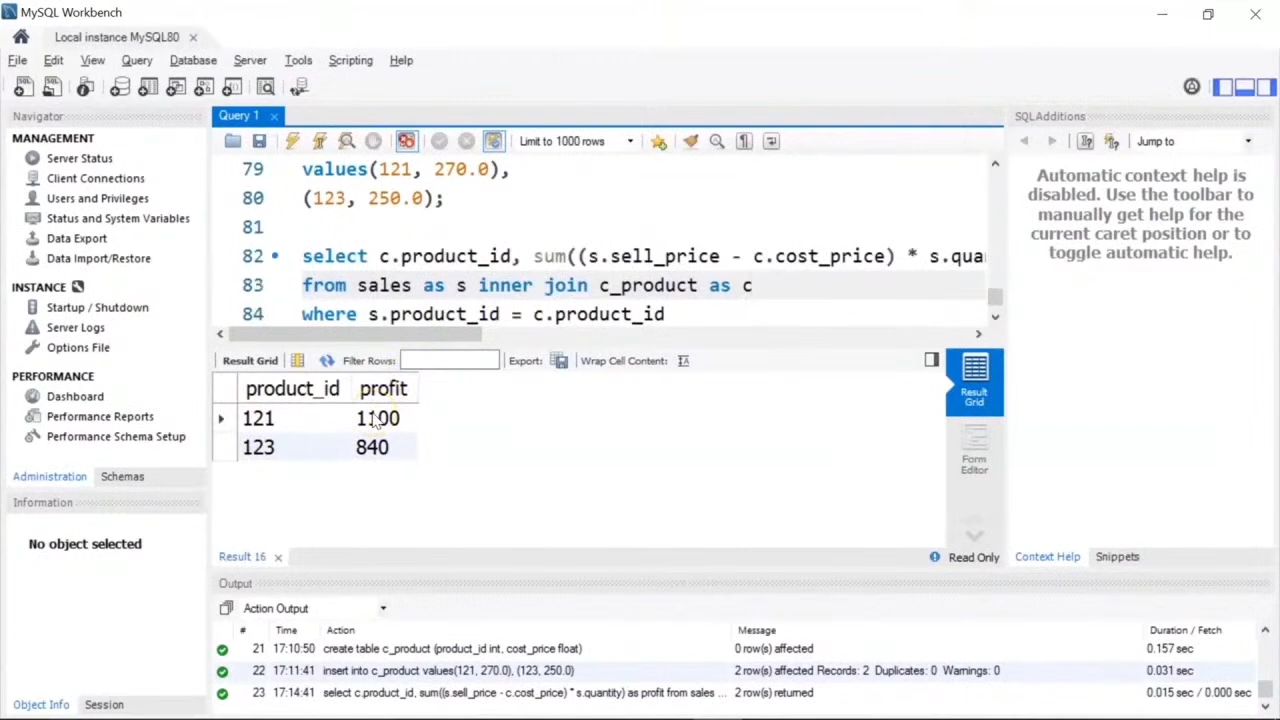 MySQL Workbench
Local instance MySQL80
File Edit View Query Database Server Tools Scripting Help
Navigator
MANAGEMENT
Server Status
Client Connections
Users and Privileges
Status and System Variables
Data Export
Data Import/Restore
INSTANCE
Startup / Shutdown
Server Logs
Options File
PERFORMANCE
Dashboard
Performance Reports
Performance Schema Setup
Administration Schemas
Information
No object selected
Object Info Session
Query 1
Limit to 1000 rows
79 values(121, 270.0),
80 (123, 250.0);
81
82 select c.product_id, sum((s.sell_price - c.cost_price) * s.qua
83 from sales as s inner join c_product as c
84 where s.product_id = c.product_id
Result Grid Filter Rows: Export: Wrap Cell Content:
product_id profit
121 1100
123 840
Result Grid
Form Editor
Result 16
Read Only
SQLAdditions
Jump to
Automatic context help is
disabled. Use the toolbar to
manually get help for the
current caret position or to
toggle automatic help.
Context Help Snippets
Output
Action Output
# Time Action Message Duration / Fetch
21 17:10:50 create table c_product (product_id int, cost_price float) 0 row(s) affected 0.157 sec
22 17:11:41 insert into c_product values(121, 270.0), (123, 250.0) 2 row(s) affected Records: 2 Duplicates: 0 Warnings: 0 0.031 sec
23 17:14:41 select c.product_id, sum((s.sell_price - c.cost_price) * s.quantity) as profit from sales ... 2 row(s) returned 0.015 sec / 0.000 sec